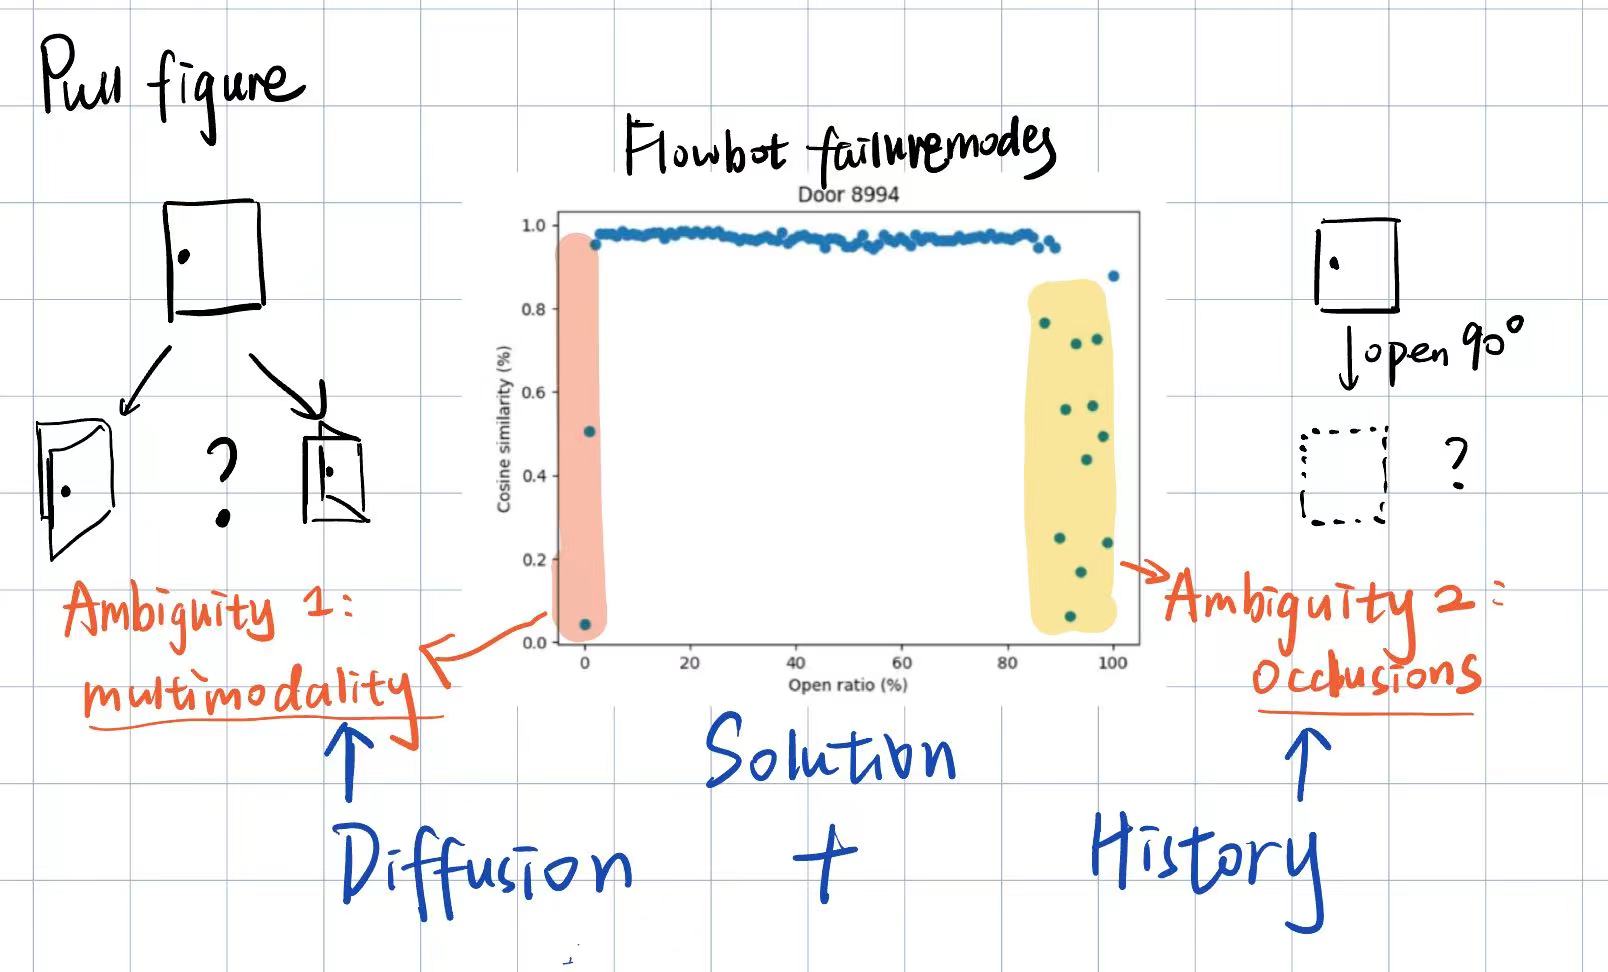 Pull figure
Flowbot failuremodes
Door 8994
1.0
0.8
0.6
0.4
0.2
0.0
Cosine similarity (%)
0
20
40
60
80
100
Open ratio (%)
?
open 90°
?
Ambiguity 1:
multimodality
Ambiguity 2:
occlusions
Solution
Diffusion + History